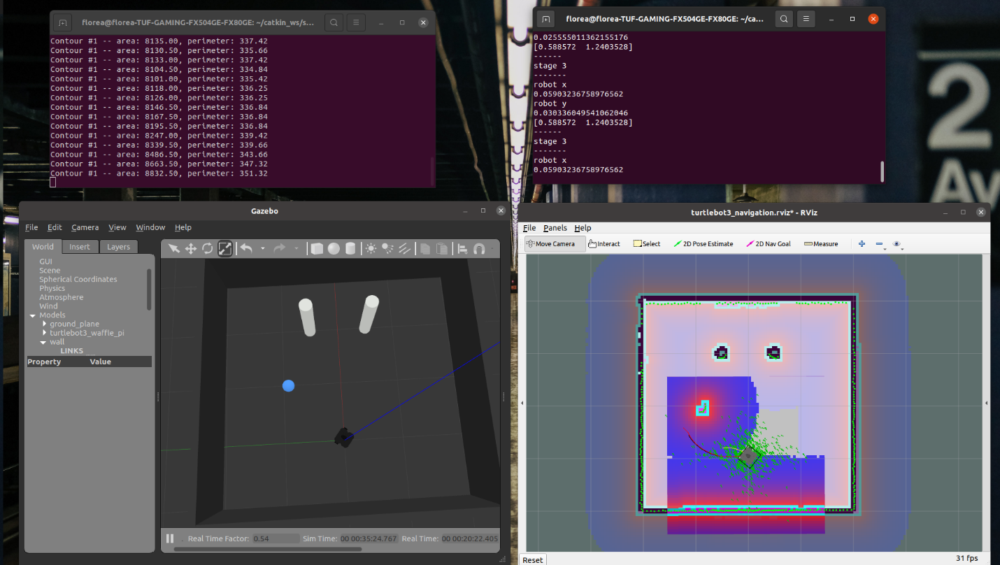 florea@florea-TUF-GAMING-FX504GE-FX80GE: ~/catkin_ws/s...
Contour #1 -- area: 8135.00, perimeter: 337.42
Contour #1 -- area: 8130.50, perimeter: 335.66
Contour #1 -- area: 8133.00, perimeter: 337.42
Contour #1 -- area: 8104.50, perimeter: 334.84
Contour #1 -- area: 8101.00, perimeter: 335.42
Contour #1 -- area: 8118.00, perimeter: 336.25
Contour #1 -- area: 8126.00, perimeter: 336.25
Contour #1 -- area: 8146.50, perimeter: 336.84
Contour #1 -- area: 8167.50, perimeter: 336.84
Contour #1 -- area: 8195.50, perimeter: 336.84
Contour #1 -- area: 8247.00, perimeter: 339.42
Contour #1 -- area: 8339.50, perimeter: 339.66
Contour #1 -- area: 8486.50, perimeter: 343.66
Contour #1 -- area: 8663.50, perimeter: 347.32
Contour #1 -- area: 8832.50, perimeter: 351.32
florea@florea-TUF-GAMING-FX504GE-FX80GE: ~/ca...
0.025555011362155176
[0.588572 1.2403528]
------
stage 3
-------
robot x
0.05903236758976562
robot y
0.030336049541062046
[0.588572 1.2403528]
------
stage 3
-------
robot x
0.05903236758976562
2
Av
Gazebo
File Edit Camera View Window Help
World Insert Layers
GUI
Scene
Spherical Coordinates
Physics
Atmosphere
Wind
Models
ground_plane
turtlebot3_waffle_pi
wall
LINKS
Property Value
Real Time Factor: 0.54 Sim Time: 00 00:35:24.767 Real Time: 00 00:20:22.405
turtlebot3_navigation.rviz* - RViz
File Panels Help
Move Camera Interact Select 2D Pose Estimate 2D Nav Goal Measure
Reset
31 fps